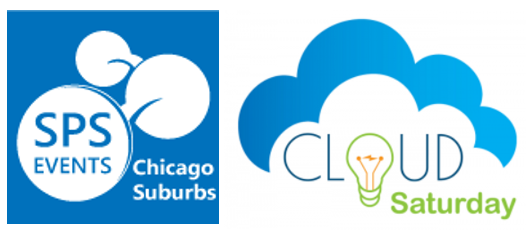 SPS
EVENTS
Chicago
Suburbs
CLOUD
Saturday